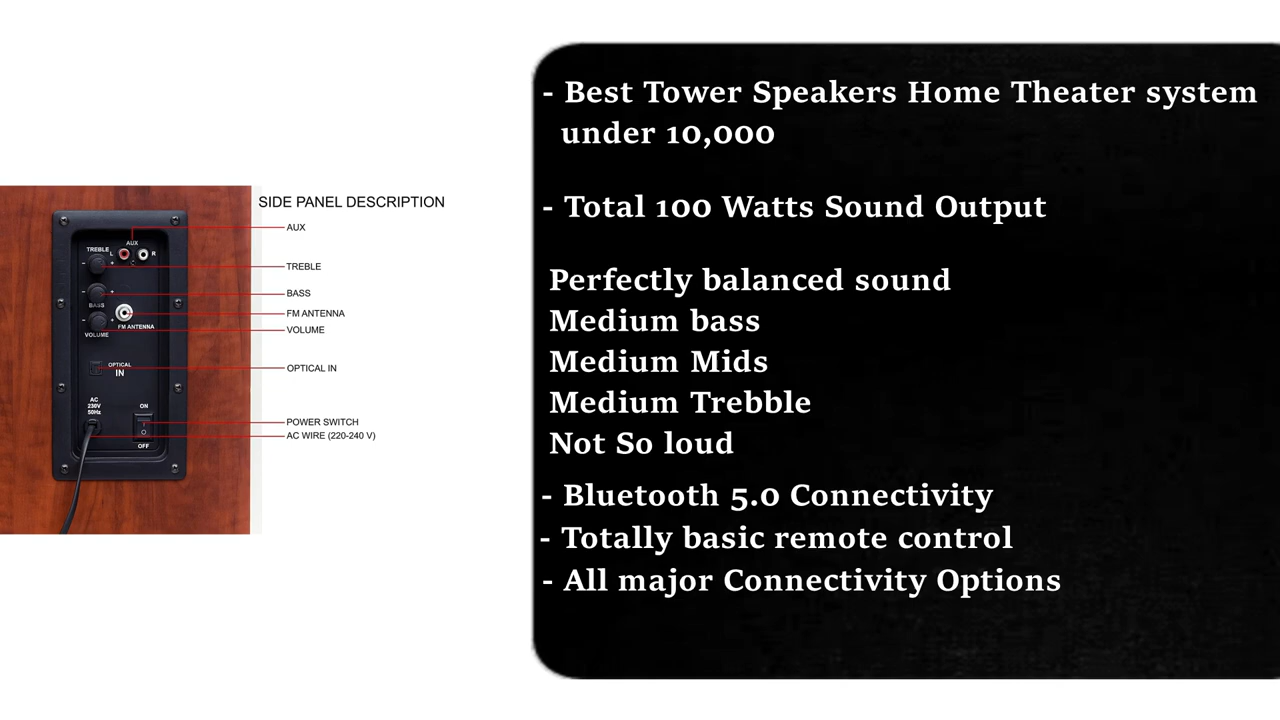 SIDE PANEL DESCRIPTION
AUX
TREBLE
BASS
FM ANTENNA
VOLUME
OPTICAL IN
POWER SWITCH
AC WIRE (220-240 V)
AUX
TREBLE L R
- +
- +
BASS
- +
FM ANTENNA
VOLUME
OPTICAL
IN
AC
230V
50Hz
ON
OFF
- Best Tower Speakers Home Theater system
under 10,000
- Total 100 Watts Sound Output
Perfectly balanced sound
Medium bass
Medium Mids
Medium Trebble
Not So loud
- Bluetooth 5.0 Connectivity
- Totally basic remote control
- All major Connectivity Options